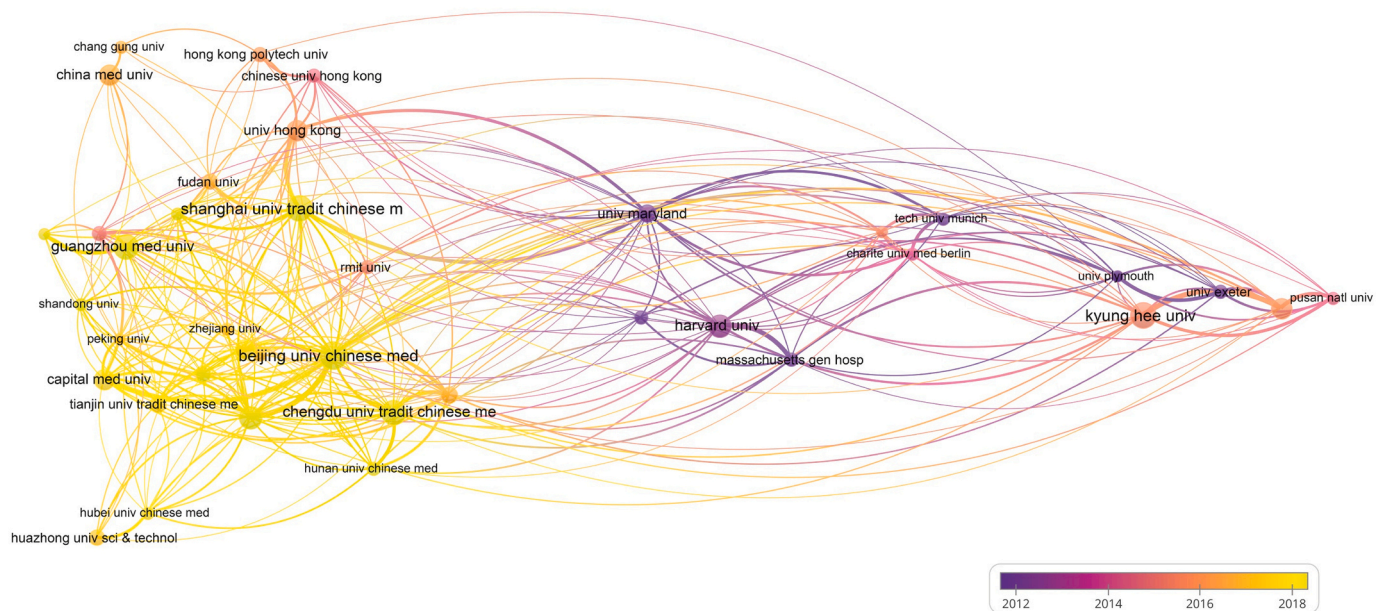 chang gung univ
hong kong polytech univ
china med univ
chinese univ hong kong
univ hong kong
fudan univ
shanghai univ tradit chinese m
univ maryland
tech univ munich
guangzhou med univ
charite univ med berlin
rmit univ
univ plymouth
univ exeter
pusan natl univ
shandong univ
kyung hee univ
zhejiang univ
harvard univ
peking univ
beijing univ chinese med
massachusetts gen hosp
capital med univ
tianjin univ tradit chinese me
chengdu univ tradit chinese me
hunan univ chinese med
hubei univ chinese med
huazhong univ sci & technol
2012 2014 2016 2018